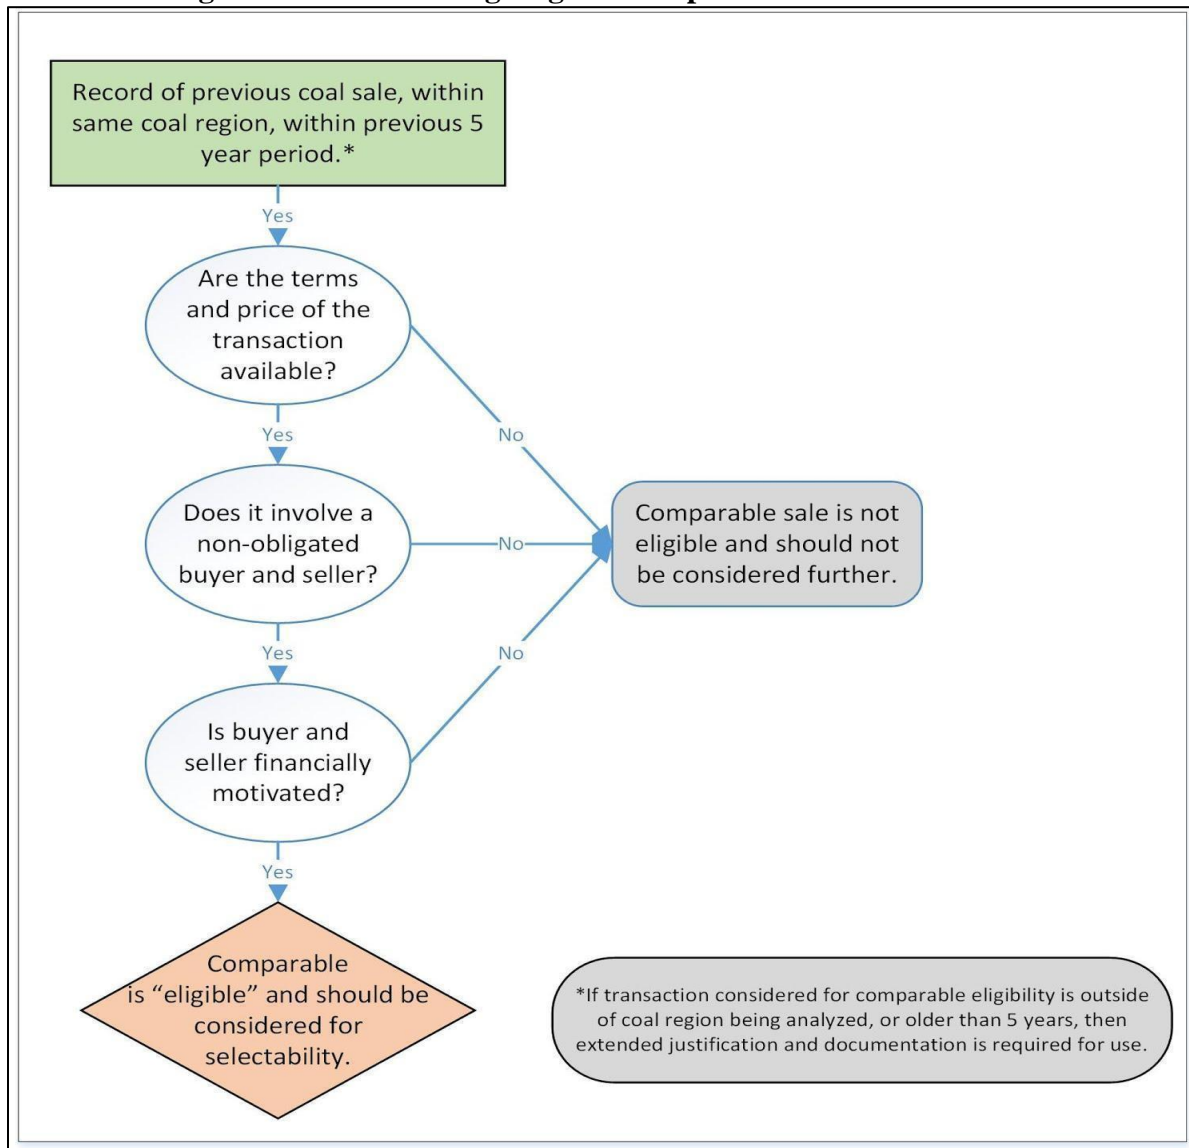 Record of previous coal sale, within
same coal region, within previous 5
year period.*
Yes
Are the terms
and price of the
transaction
available?
No
Yes
Does it involve a
non-obligated
buyer and seller?
No
Comparable sale is not
eligible and should not
be considered further.
Yes
No
Is buyer and
seller financially
motivated?
Yes
Comparable
is “eligible” and should be
considered for
selectability.
*If transaction considered for comparable eligibility is outside
of coal region being analyzed, or older than 5 years, then
extended justification and documentation is required for use.